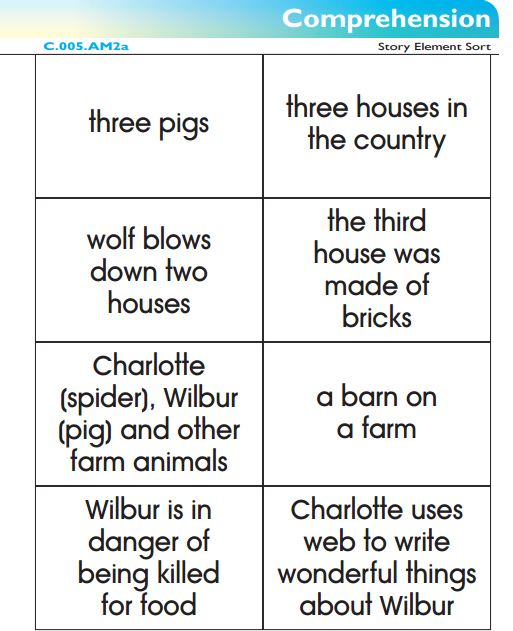 Comprehension
C.005.AM2a
Story Element Sort
three pigs
three houses in
the country
wolf blows
down two
houses
the third
house was
made of
bricks
Charlotte
(spider), Wilbur
(pig) and other
farm animals
a barn on
a farm
Wilbur is in
danger of
being killed
for food
Charlotte uses
web to write
wonderful things
about Wilbur